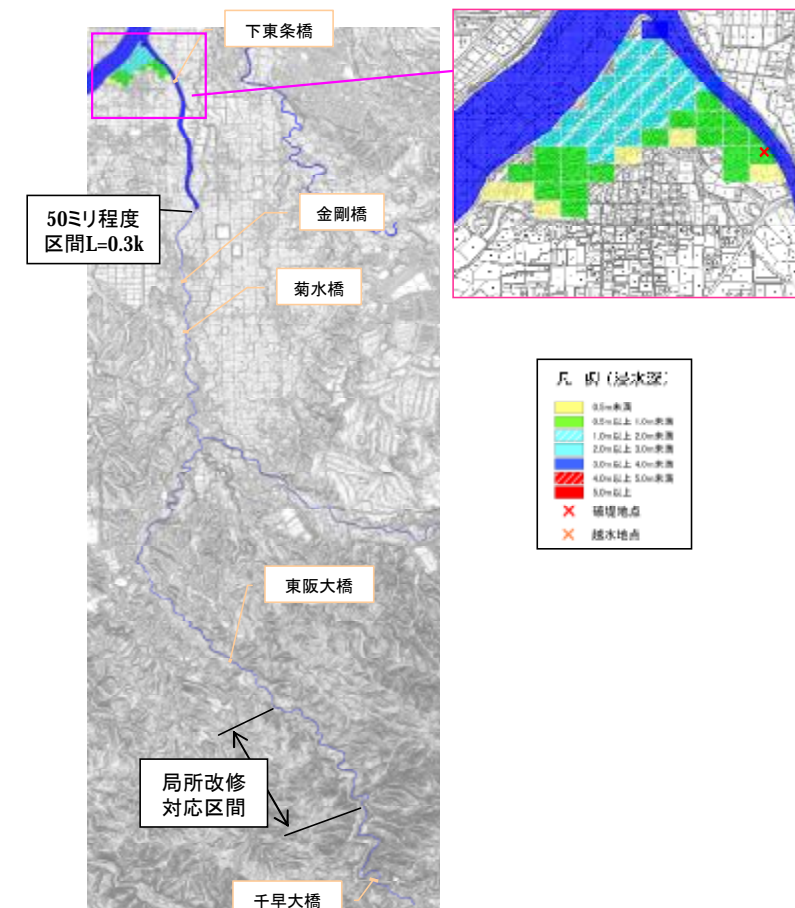 下東条橋
50ミリ程度
区間L=0.3k
金剛橋
菊水橋
凡 例 (浸水深)
0.5m未満
0.5m以上 1.0m未満
1.0m以上 2.0m未満
2.0m以上 3.0m未満
3.0m以上 4.0m未満
4.0m以上 5.0m未満
5.0m以上
破堤地点
越水地点
東阪大橋
局所改修
対応区間
千早大橋